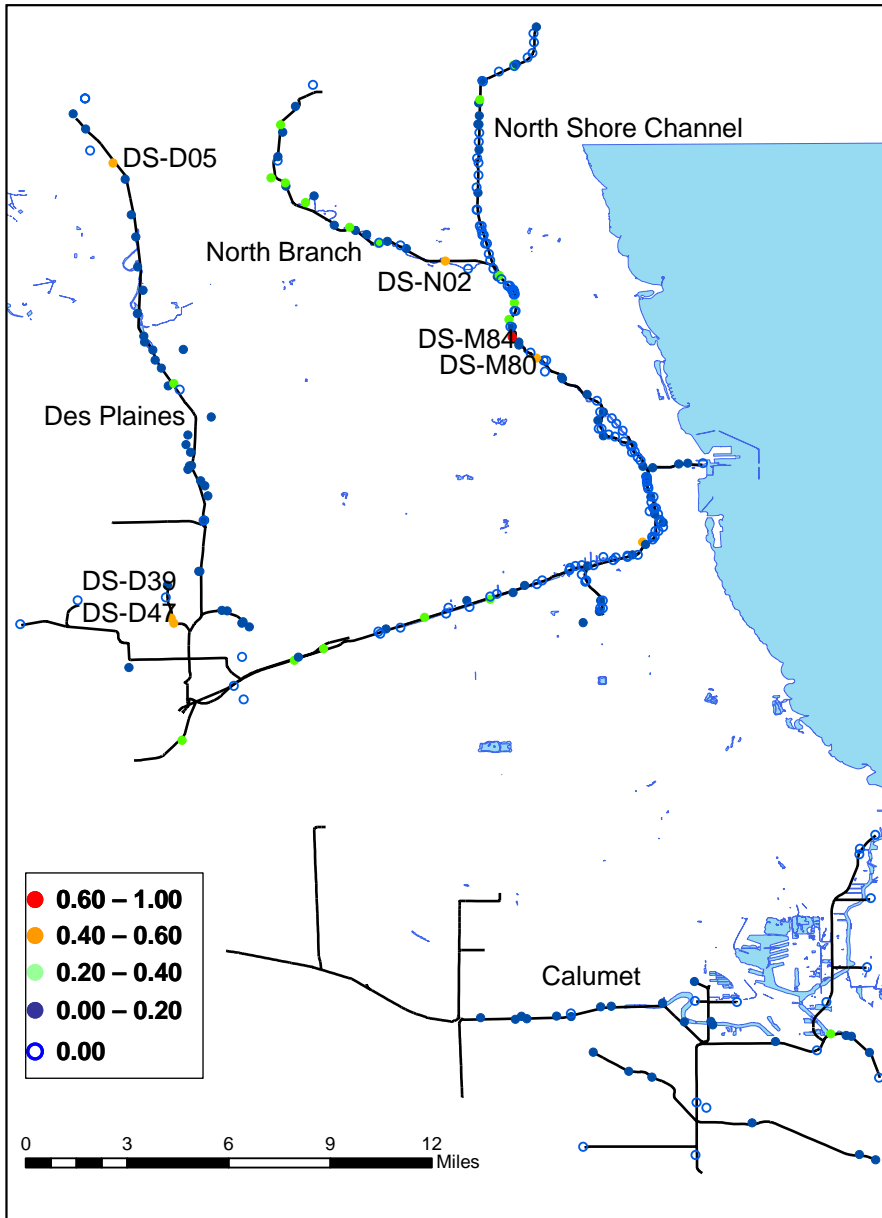 North Shore Channel
DS-D05
North Branch
DS-N02
DS-M84
DS-M80
Des Plaines
DS-D39
DS-D47
0.60 – 1.00
0.40 – 0.60
0.20 – 0.40
0.00 – 0.20
0.00
Calumet
0 3 6 9 12
Miles